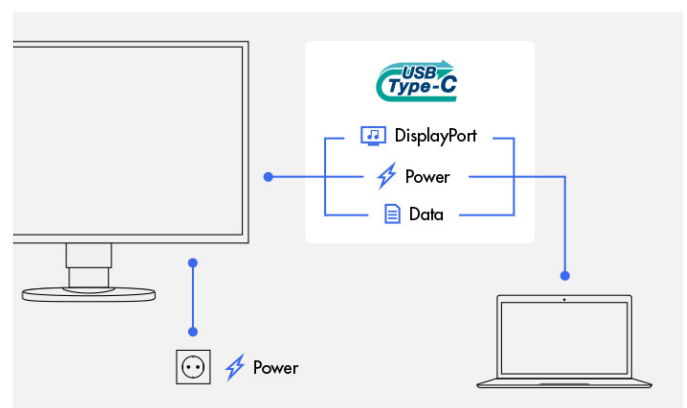 USB
Type-C
DisplayPort
Power
Data
Power